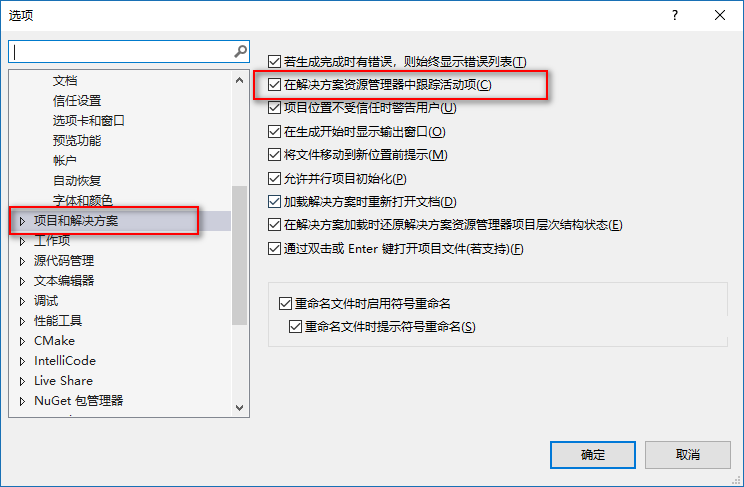 选项
?
文档
信任设置
选项卡和窗口
预览功能
帐户
自动恢复
字体和颜色
项目和解决方案
工作项
源代码管理
文本编辑器
调试
性能工具
CMake
IntelliCode
Live Share
NuGet 包管理器
若生成完成时有错误，则始终显示错误列表(T)
在解决方案资源管理器中跟踪活动项(C)
项目位置不受信任时警告用户(U)
在生成开始时显示输出窗口(O)
将文件移动到新位置前提示(M)
允许并行项目初始化(P)
加载解决方案时重新打开文档(D)
在解决方案加载时还原解决方案资源管理器项目层次结构状态(E)
通过双击或 Enter 键打开项目文件(若支持)(F)
重命名文件时启用符号重命名
重命名文件时提示符号重命名(S)
确定
取消